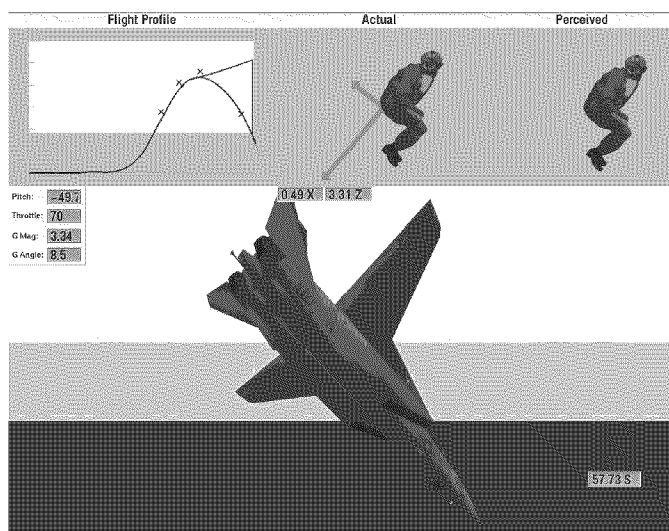 Flight Profile
Actual
Perceived
Pitch: -49.7
Throttle: 70
G Mag: 3.34
G Angle: 8.5
0.49 X 3.31 Z
57.73 S